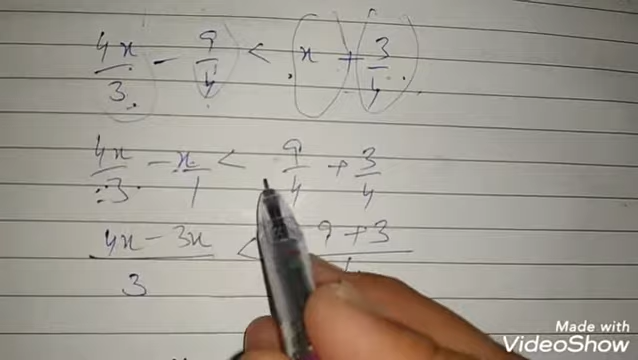 4x/3 - 9/4 < x + 3/4
4x/3 - x/1 < 9/4 + 3/4
4x - 3x/3 < 9 + 3
Made with
VideoShow